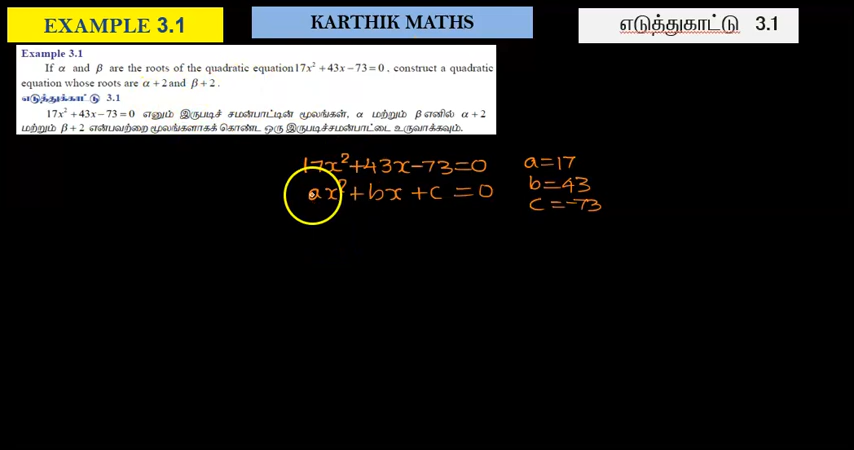 EXAMPLE 3.1
KARTHIK MATHS
எடுத்துகாட்டு 3.1
Example 3.1
If α and β are the roots of the quadratic equation17x² + 43x − 73 = 0 , construct a quadratic
equation whose roots are α + 2 and β + 2 .
எடுத்துக்காட்டு 3.1
17x² + 43x − 73 = 0 எனும் இருபடிச் சமன்பாட்டின் மூலங்கள், α மற்றும் β எனில் α + 2
மற்றும் β + 2 என்பவற்றை மூலங்களாகக் கொண்ட ஒரு இருபடிச்சமன்பாட்டை உருவாக்கவும்.
17x²+43x-73=0
ax²+bx+c=0
a=17
b=43
c=-73